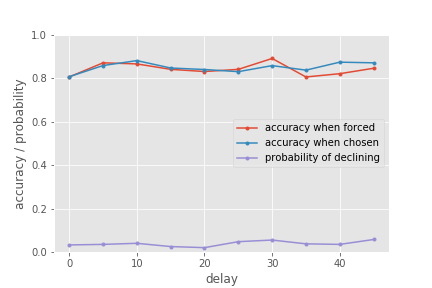 1.0
0.8
0.6
0.4
0.2
0.0
accuracy / probability
accuracy when forced
accuracy when chosen
probability of declining
0 10 20 30 40
delay